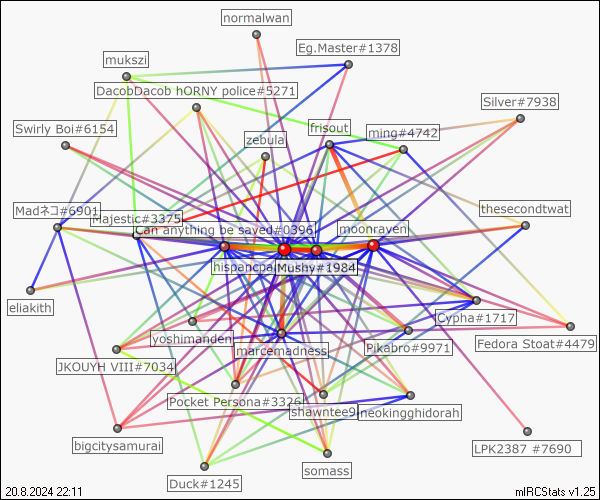 normalwan
Eg.Master#1378
mukszi
DacobDacob hORNY police#5271
Silver#7938
Swirly Boi#6154
frisout
ming#4742
zebula
Madネコ#6901
Majestic#3375
thesecondtwat
Can anything be saved#0396
moonraven
hispancpa
Mushy#1984
eliakith
Cypha#1717
yoshimanden
marcemadness
Pikabro#9971
Fedora Stoat#4479
JKOUYH VIII#7034
Pocket Persona#3326
shawntee9
neokingghidorah
bigcitysamurai
LPK2387 #7690
somass
Duck#1245
20.8.2024 22:11
mIRCStats v1.25